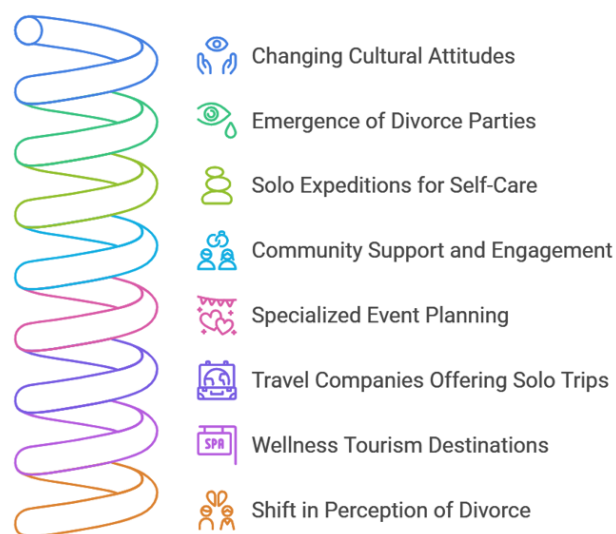 Changing Cultural Attitudes
Emergence of Divorce Parties
Solo Expeditions for Self-Care
Community Support and Engagement
Specialized Event Planning
Travel Companies Offering Solo Trips
SPA
Wellness Tourism Destinations
Shift in Perception of Divorce